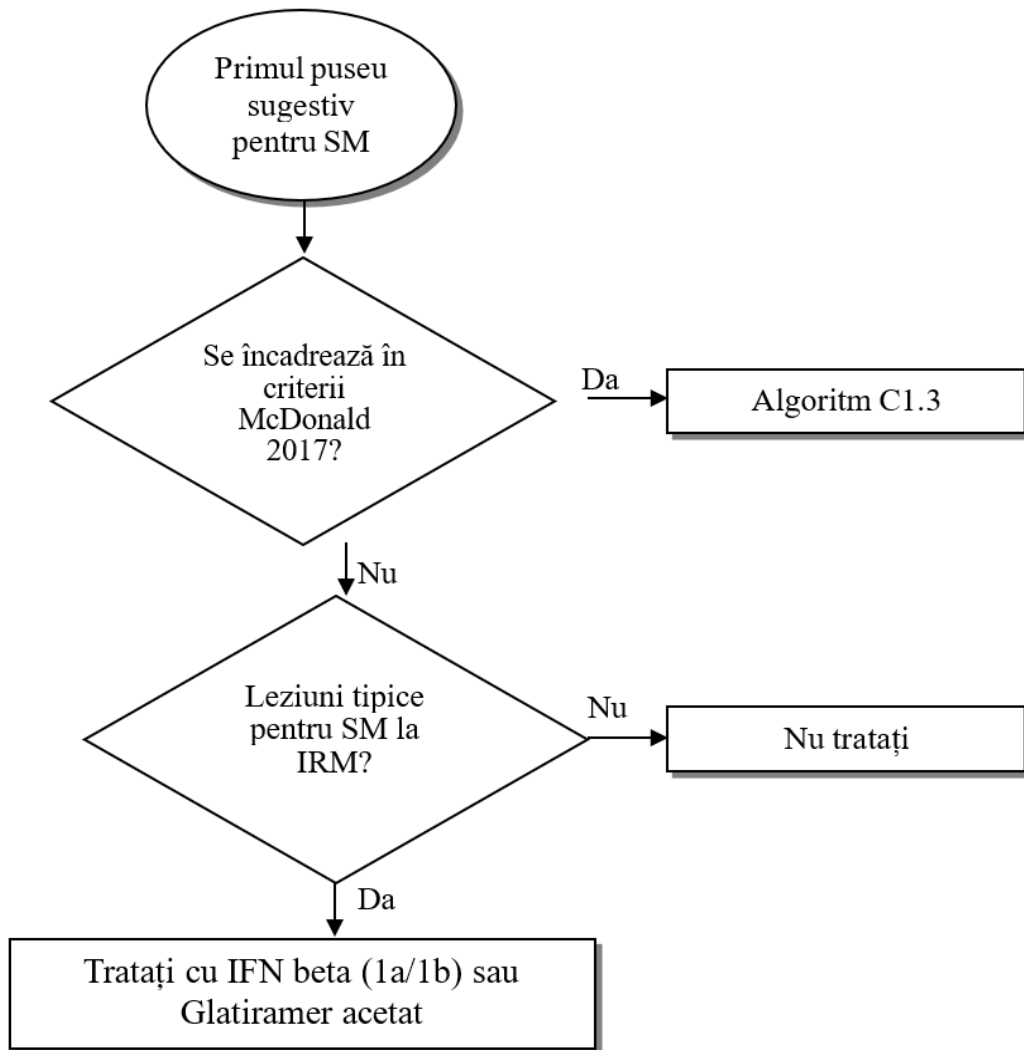 Primul puseu
sugestiv
pentru SM
Se încadrează în
criterii
McDonald
2017?
Da
Algoritm C1.3
Nu
Leziuni tipice
pentru SM la
IRM?
Nu
Nu tratați
Da
Tratați cu IFN beta (1a/1b) sau
Glatiramer acetat